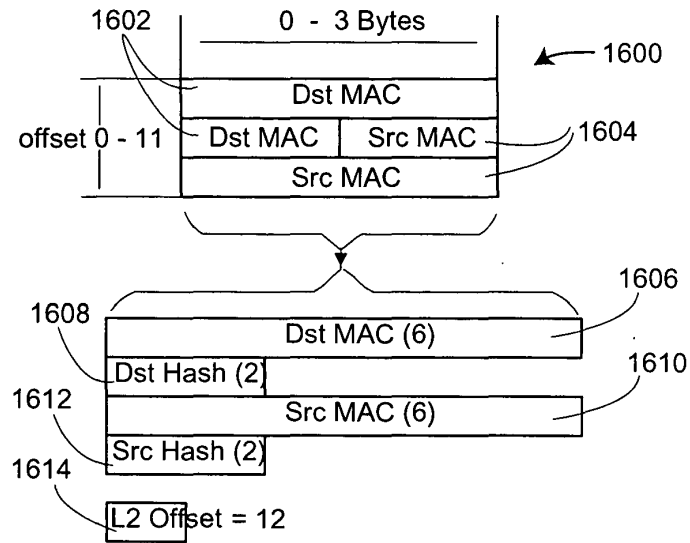 1602
0 - 3 Bytes
1600
Dst MAC
offset 0 - 11
Dst MAC
Src MAC
1604
Src MAC
1606
1608
Dst MAC (6)
Dst Hash (2)
1610
1612
Src MAC (6)
Src Hash (2)
1614
L2 Offset = 12